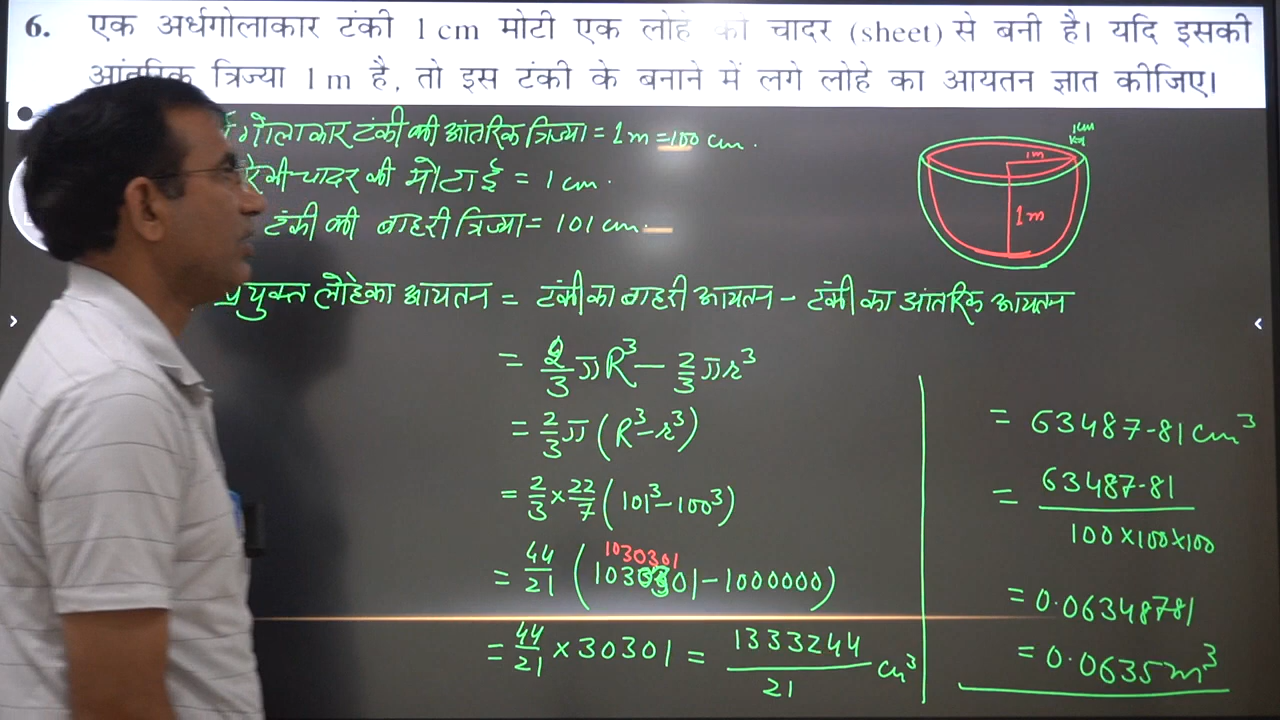 6. एक अर्धगोलाकार टंकी 1 cm मोटी एक लोहे की चादर (sheet) से बनी है। यदि इसकी
आंतरिक त्रिज्या 1 m है, तो इस टंकी के बनाने में लगे लोहे का आयतन ज्ञात कीजिए।
गोलाकार टंकी की आंतरिक त्रिज्या = 1m = 100 cm.
की चादर की मोटाई = 1 cm.
टंकी की बाहरी त्रिज्या = 101 cm.
1cm
1m
1m
प्रयुक्त लोहे का आयतन = टंकी का बाहरी आयतन - टंकी का आंतरिक आयतन
= 2/3 πR³ - 2/3 πr³
= 2/3 π (R³-r³)
= 2/3 × 22/7 (101³-100³)
1030301
= 44/21 (1030301-1000000)
= 44/21 × 30301 = 1333244/21 cm³
= 63487.81 cm³
= 63487.81/100×100×100
= 0.06348781
= 0.0635 m³